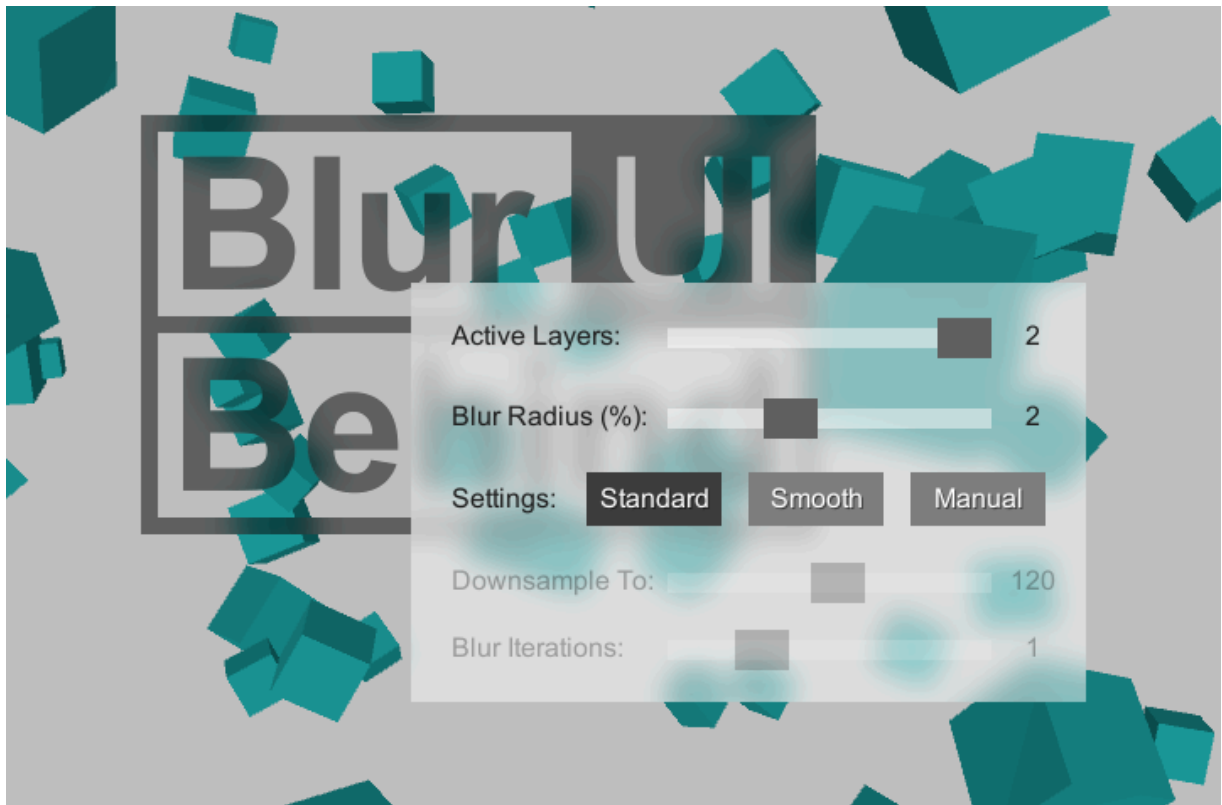 Blur UI
Be
Active Layers: 2
Blur Radius (%): 2
Settings: Standard Smooth Manual
Downsample To: 120
Blur Iterations: 1